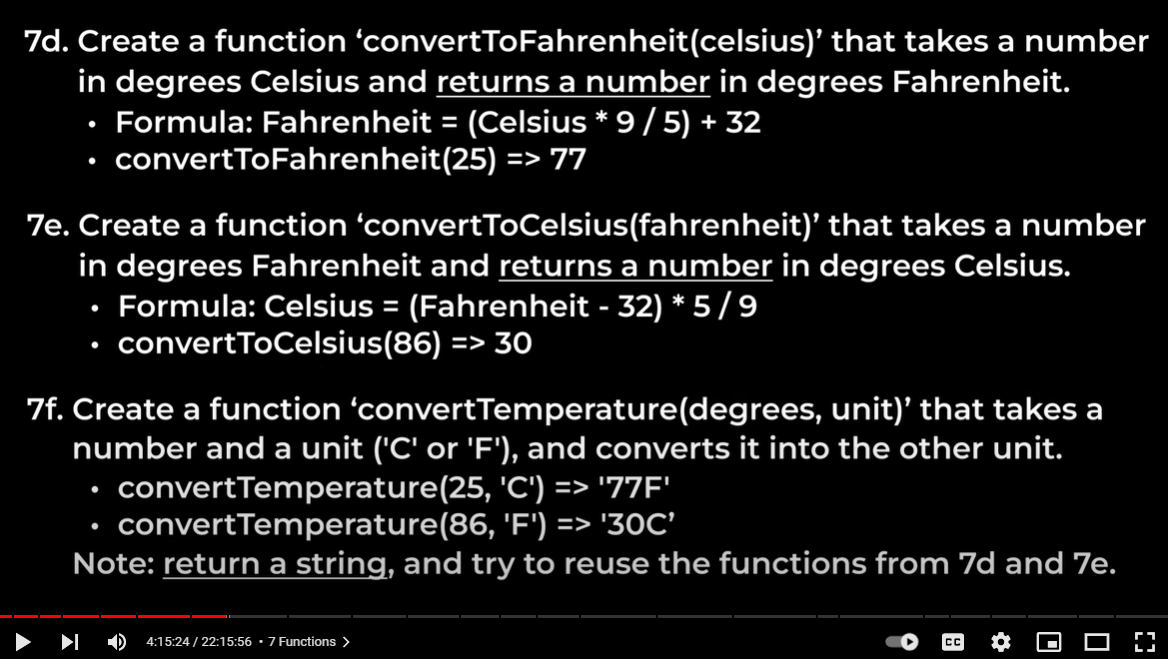 7d. Create a function ‘convertToFahrenheit(celsius)’ that takes a number
in degrees Celsius and returns a number in degrees Fahrenheit.
• Formula: Fahrenheit = (Celsius * 9 / 5) + 32
• convertToFahrenheit(25) => 77
7e. Create a function ‘convertToCelsius(fahrenheit)’ that takes a number
in degrees Fahrenheit and returns a number in degrees Celsius.
• Formula: Celsius = (Fahrenheit - 32) * 5 / 9
• convertToCelsius(86) => 30
7f. Create a function ‘convertTemperature(degrees, unit)’ that takes a
number and a unit ('C' or 'F'), and converts it into the other unit.
• convertTemperature(25, 'C') => '77F'
• convertTemperature(86, 'F') => '30C’
Note: return a string, and try to reuse the functions from 7d and 7e.
4:15:24 / 22:15:56 • 7 Functions >
CC